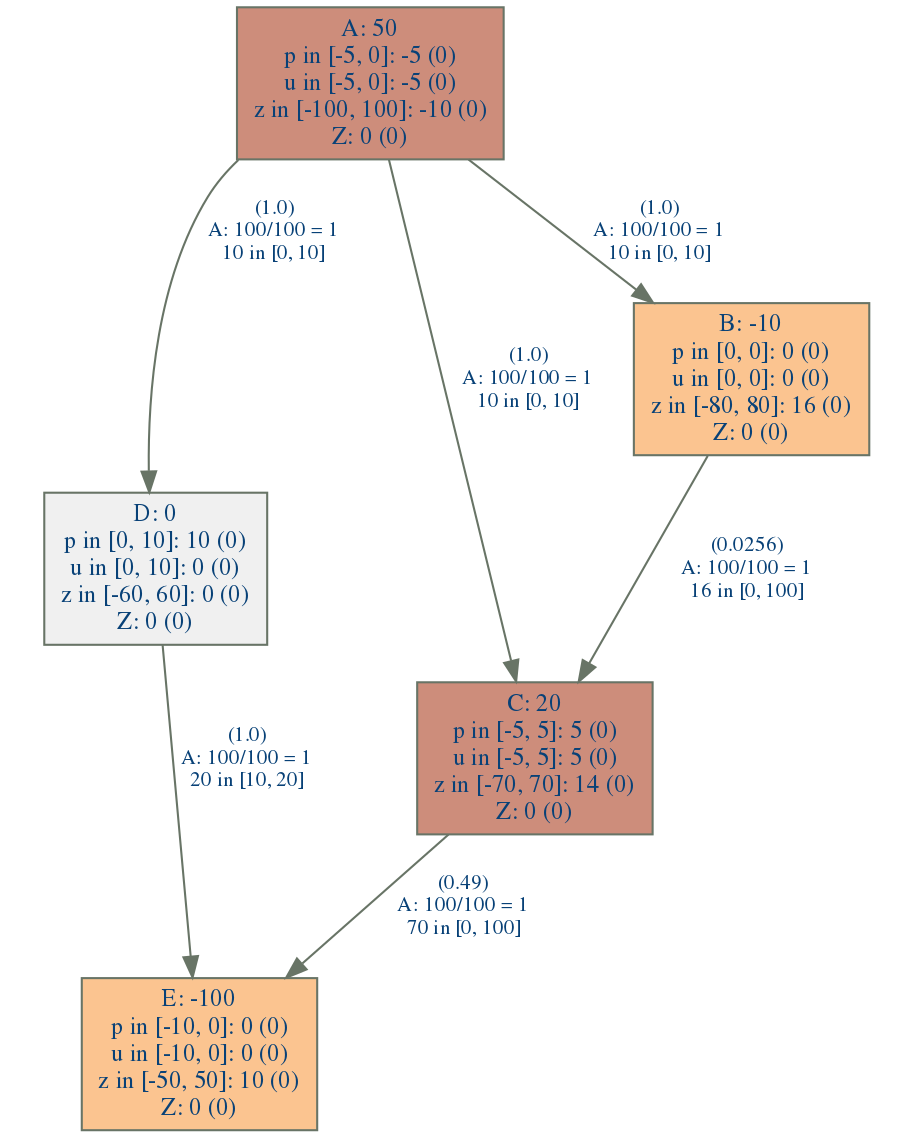 A: 50
p in [-5, 0]: -5 (0)
u in [-5, 0]: -5 (0)
z in [-100, 100]: -10 (0)
Z: 0 (0)
(1.0)
A: 100/100 = 1
10 in [0, 10]
(1.0)
A: 100/100 = 1
10 in [0, 10]
B: -10
p in [0, 0]: 0 (0)
u in [0, 0]: 0 (0)
z in [-80, 80]: 16 (0)
Z: 0 (0)
(1.0)
A: 100/100 = 1
10 in [0, 10]
D: 0
p in [0, 10]: 10 (0)
u in [0, 10]: 0 (0)
z in [-60, 60]: 0 (0)
Z: 0 (0)
(0.0256)
A: 100/100 = 1
16 in [0, 100]
C: 20
p in [-5, 5]: 5 (0)
u in [-5, 5]: 5 (0)
z in [-70, 70]: 14 (0)
Z: 0 (0)
(1.0)
A: 100/100 = 1
20 in [10, 20]
(0.49)
A: 100/100 = 1
70 in [0, 100]
E: -100
p in [-10, 0]: 0 (0)
u in [-10, 0]: 0 (0)
z in [-50, 50]: 10 (0)
Z: 0 (0)